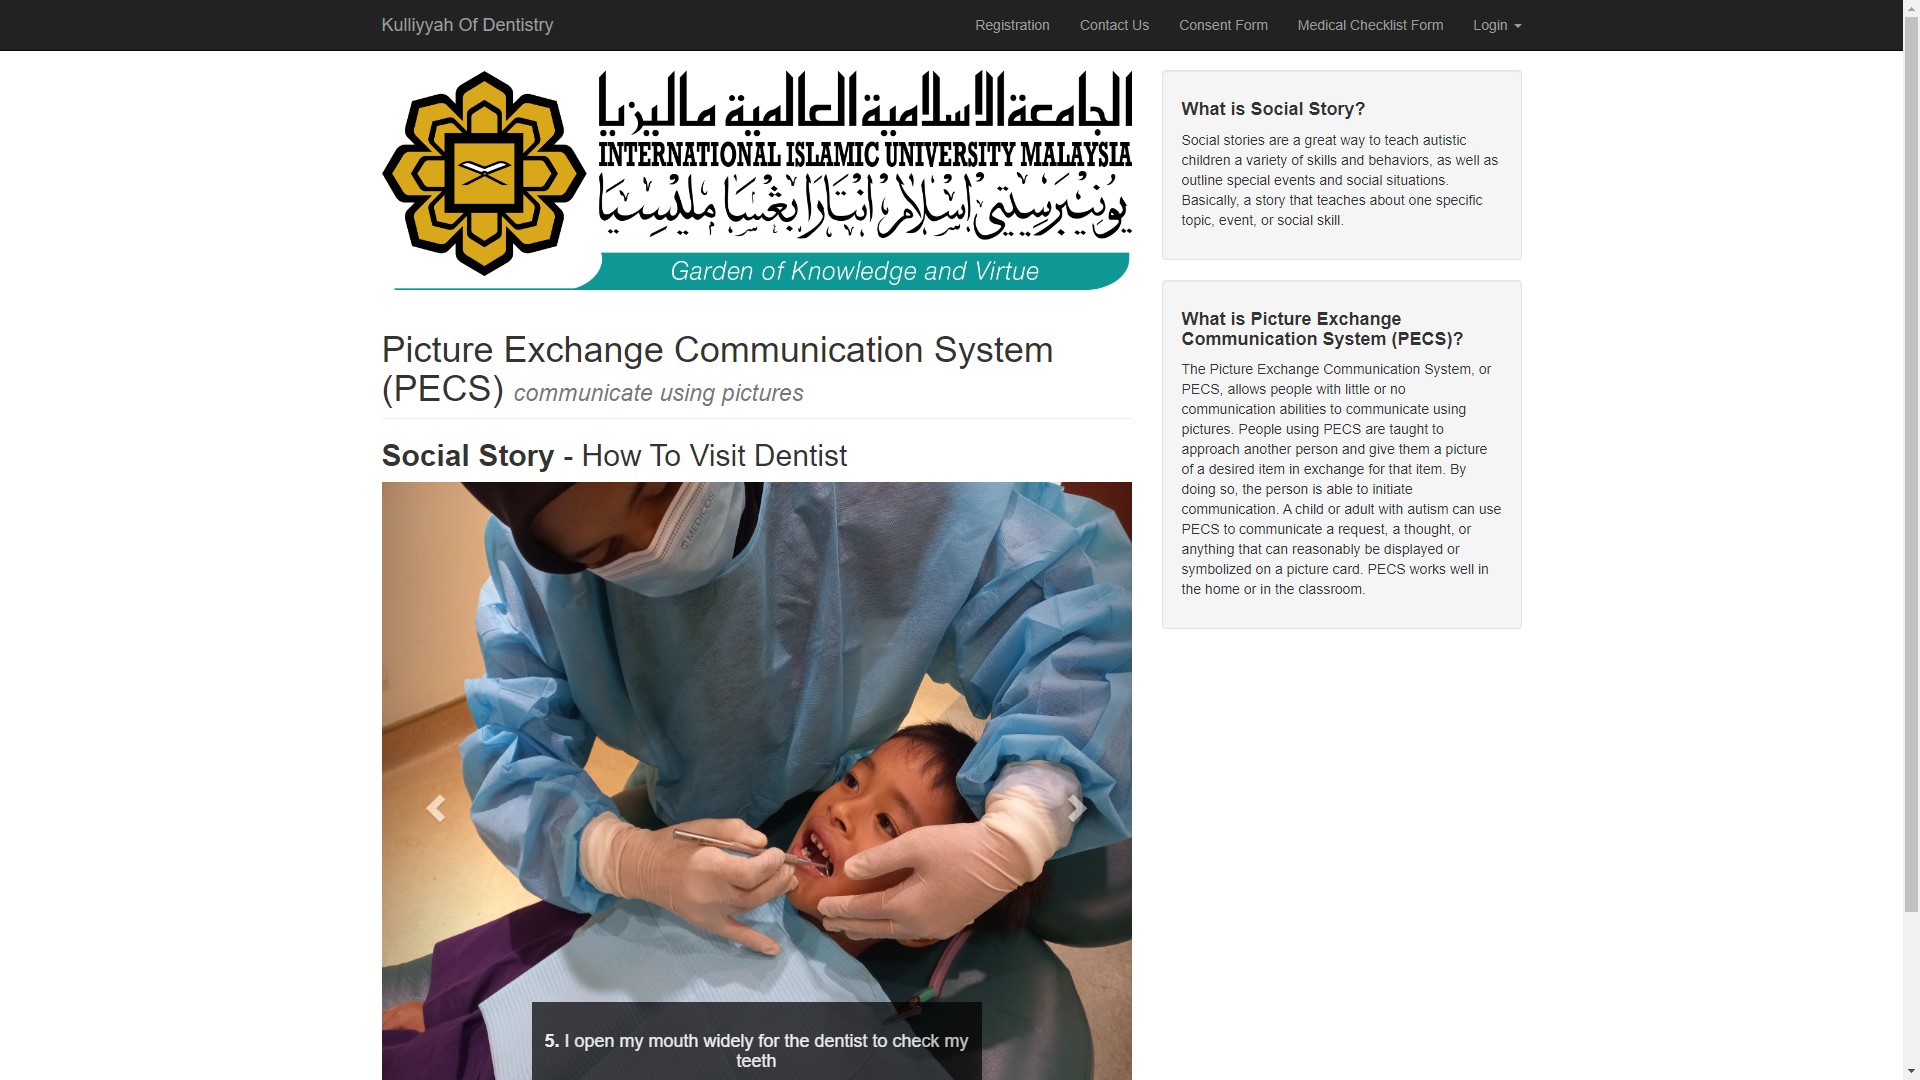 Kulliyyah Of Dentistry
Registration
Contact Us
Consent Form
Medical Checklist Form
Login
الجامعة الاسلامية العالمية ماليزيا
INTERNATIONAL ISLAMIC UNIVERSITY MALAYSIA
يونيبرسيتي اسلام انتارابڠسا مليسيا
Garden of Knowledge and Virtue
Picture Exchange Communication System
(PECS) communicate using pictures
Social Story - How To Visit Dentist
MEDICOS
5. I open my mouth widely for the dentist to check my
teeth
What is Social Story?
Social stories are a great way to teach autistic
children a variety of skills and behaviors, as well as
outline special events and social situations.
Basically, a story that teaches about one specific
topic, event, or social skill.
What is Picture Exchange
Communication System (PECS)?
The Picture Exchange Communication System, or
PECS, allows people with little or no
communication abilities to communicate using
pictures. People using PECS are taught to
approach another person and give them a picture
of a desired item in exchange for that item. By
doing so, the person is able to initiate
communication. A child or adult with autism can use
PECS to communicate a request, a thought, or
anything that can reasonably be displayed or
symbolized on a picture card. PECS works well in
the home or in the classroom.